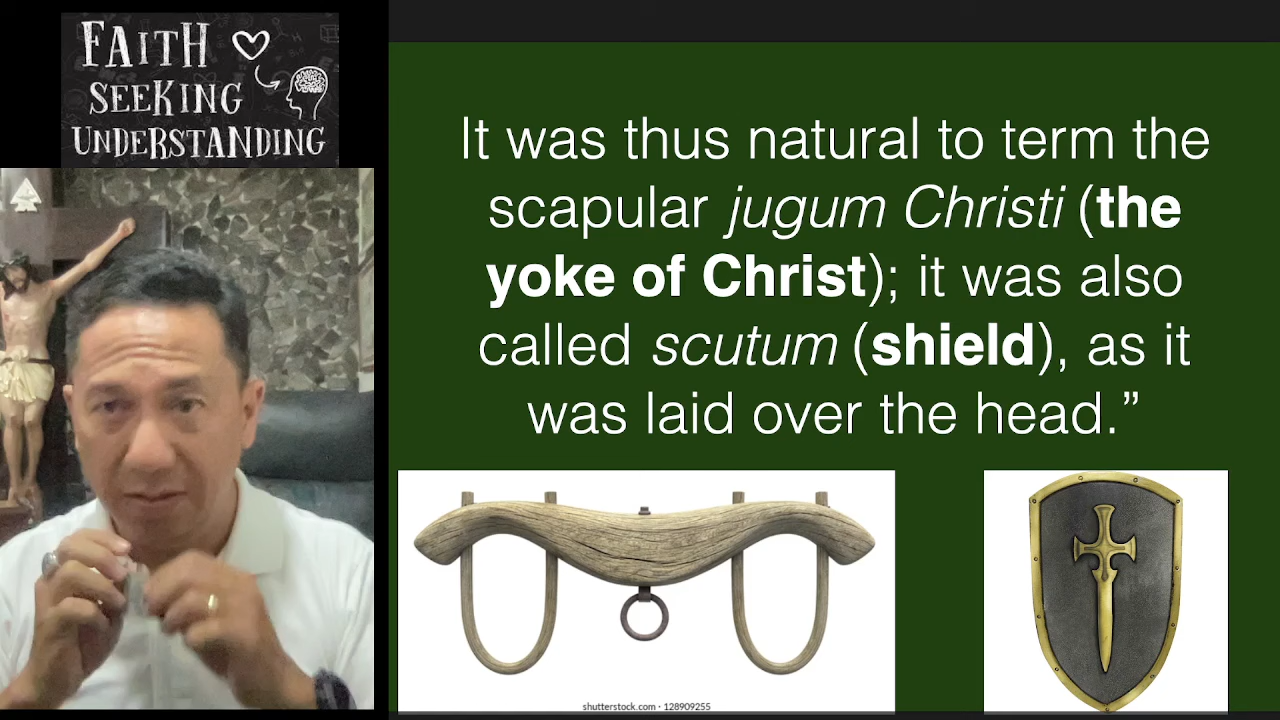 FAITH
SEEKING
UNDERSTANDING
It was thus natural to term the
scapular jugum Christi (the
yoke of Christ); it was also
called scutum (shield), as it
was laid over the head.”
shutterstock.com · 128909255